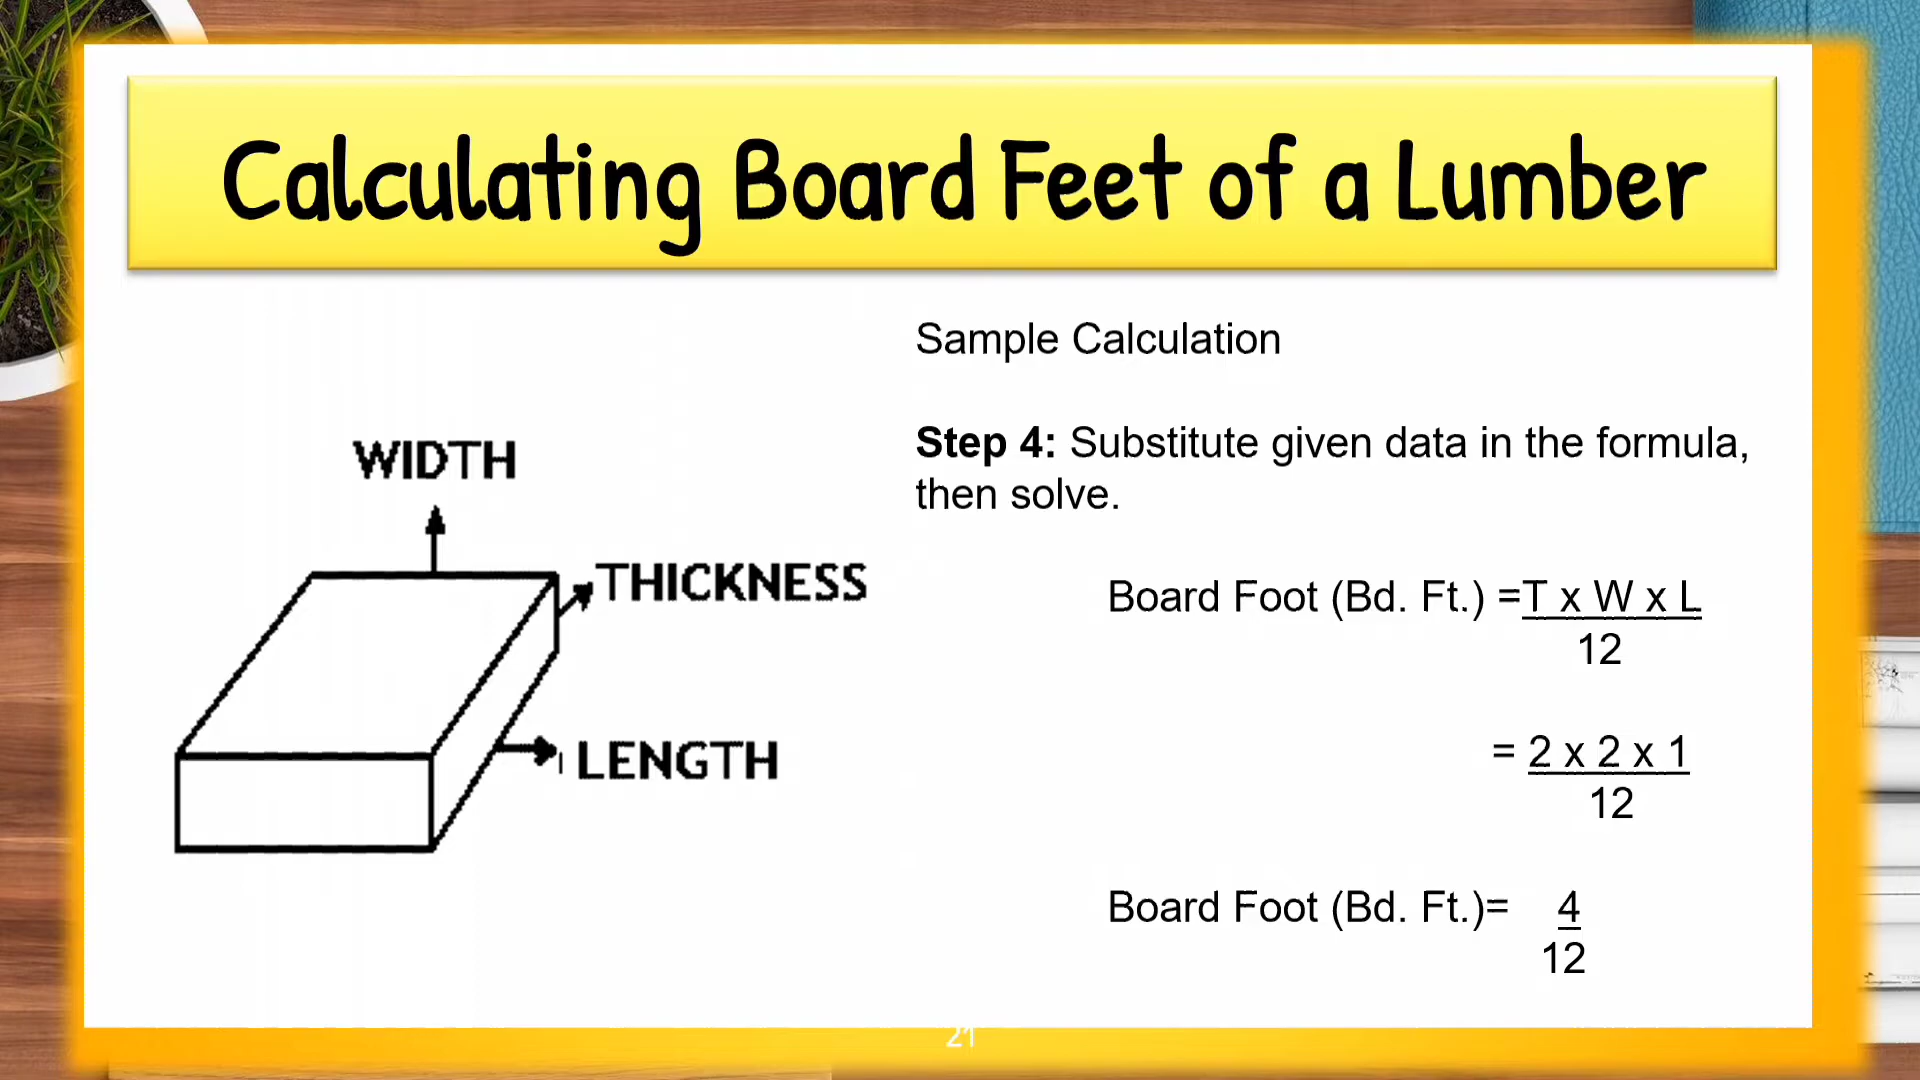 Calculating Board Feet of a Lumber
Sample Calculation
Step 4: Substitute given data in the formula,
then solve.
WIDTH
THICKNESS
LENGTH
Board Foot (Bd. Ft.) =T x W x L
12
= 2 x 2 x 1
12
Board Foot (Bd. Ft.)= 4
12
21